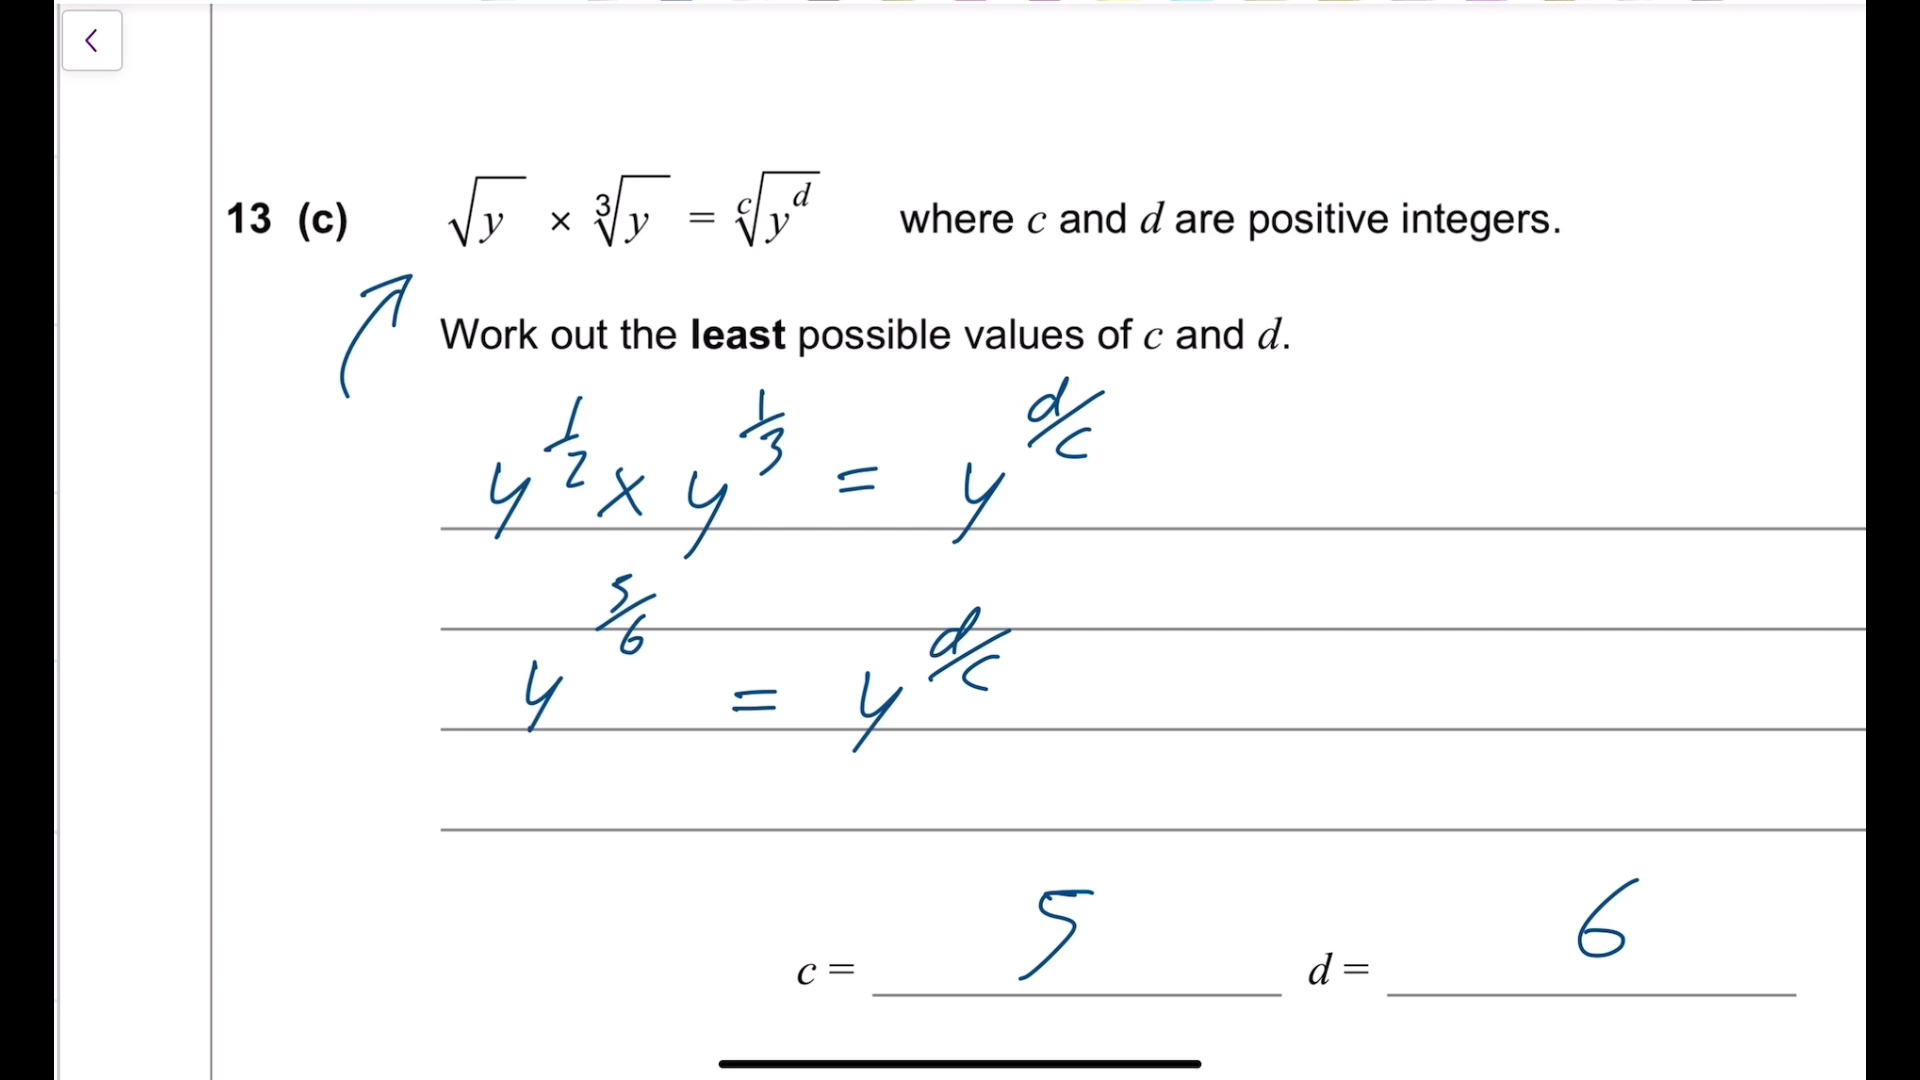 13 (c) √y × ∛y = ᶜ√yᵈ where c and d are positive integers.
Work out the least possible values of c and d.
y^1/2 × y^1/3 = y^d/c
y^5/6 = y^d/c
c = 5 d = 6